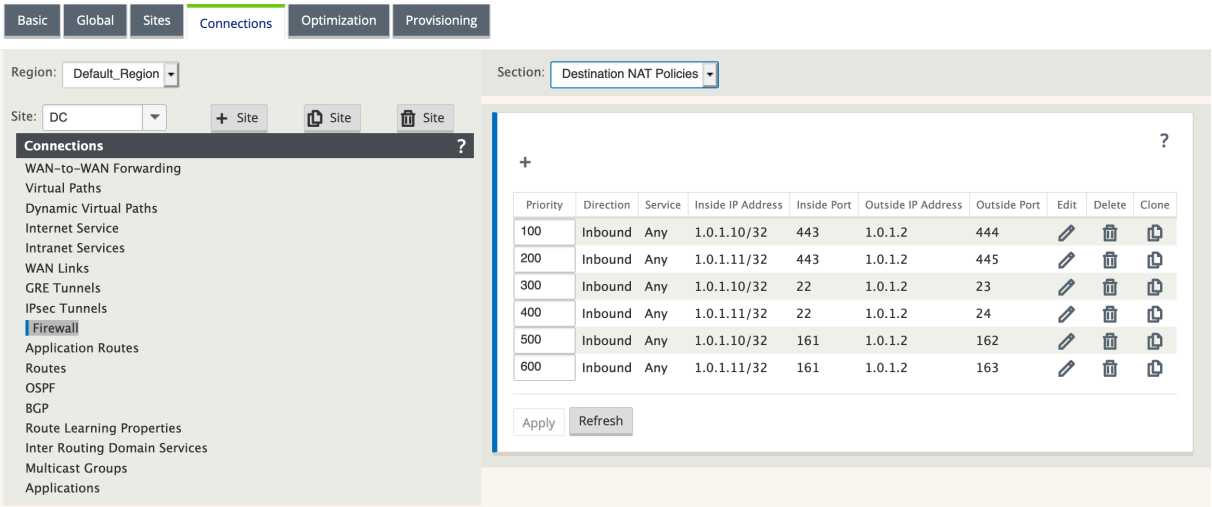 Basic Global Sites Connections Optimization Provisioning
Region: Default_Region
Section: Destination NAT Policies
Site: DC + Site Site Site
Connections ?
WAN-to-WAN Forwarding
Virtual Paths
Dynamic Virtual Paths
Internet Service
Intranet Services
WAN Links
GRE Tunnels
IPsec Tunnels
Firewall
Application Routes
Routes
OSPF
BGP
Route Learning Properties
Inter Routing Domain Services
Multicast Groups
Applications
?
+
Priority Direction Service Inside IP Address Inside Port Outside IP Address Outside Port Edit Delete Clone
100 Inbound Any 1.0.1.10/32 443 1.0.1.2 444
200 Inbound Any 1.0.1.11/32 443 1.0.1.2 445
300 Inbound Any 1.0.1.10/32 22 1.0.1.2 23
400 Inbound Any 1.0.1.11/32 22 1.0.1.2 24
500 Inbound Any 1.0.1.10/32 161 1.0.1.2 162
600 Inbound Any 1.0.1.11/32 161 1.0.1.2 163
Apply Refresh